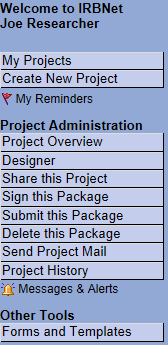 Welcome to IRBNet
Joe Researcher
My Projects
Create New Project
My Reminders
Project Administration
Project Overview
Designer
Share this Project
Sign this Package
Submit this Package
Delete this Package
Send Project Mail
Project History
Messages & Alerts
Other Tools
Forms and Templates